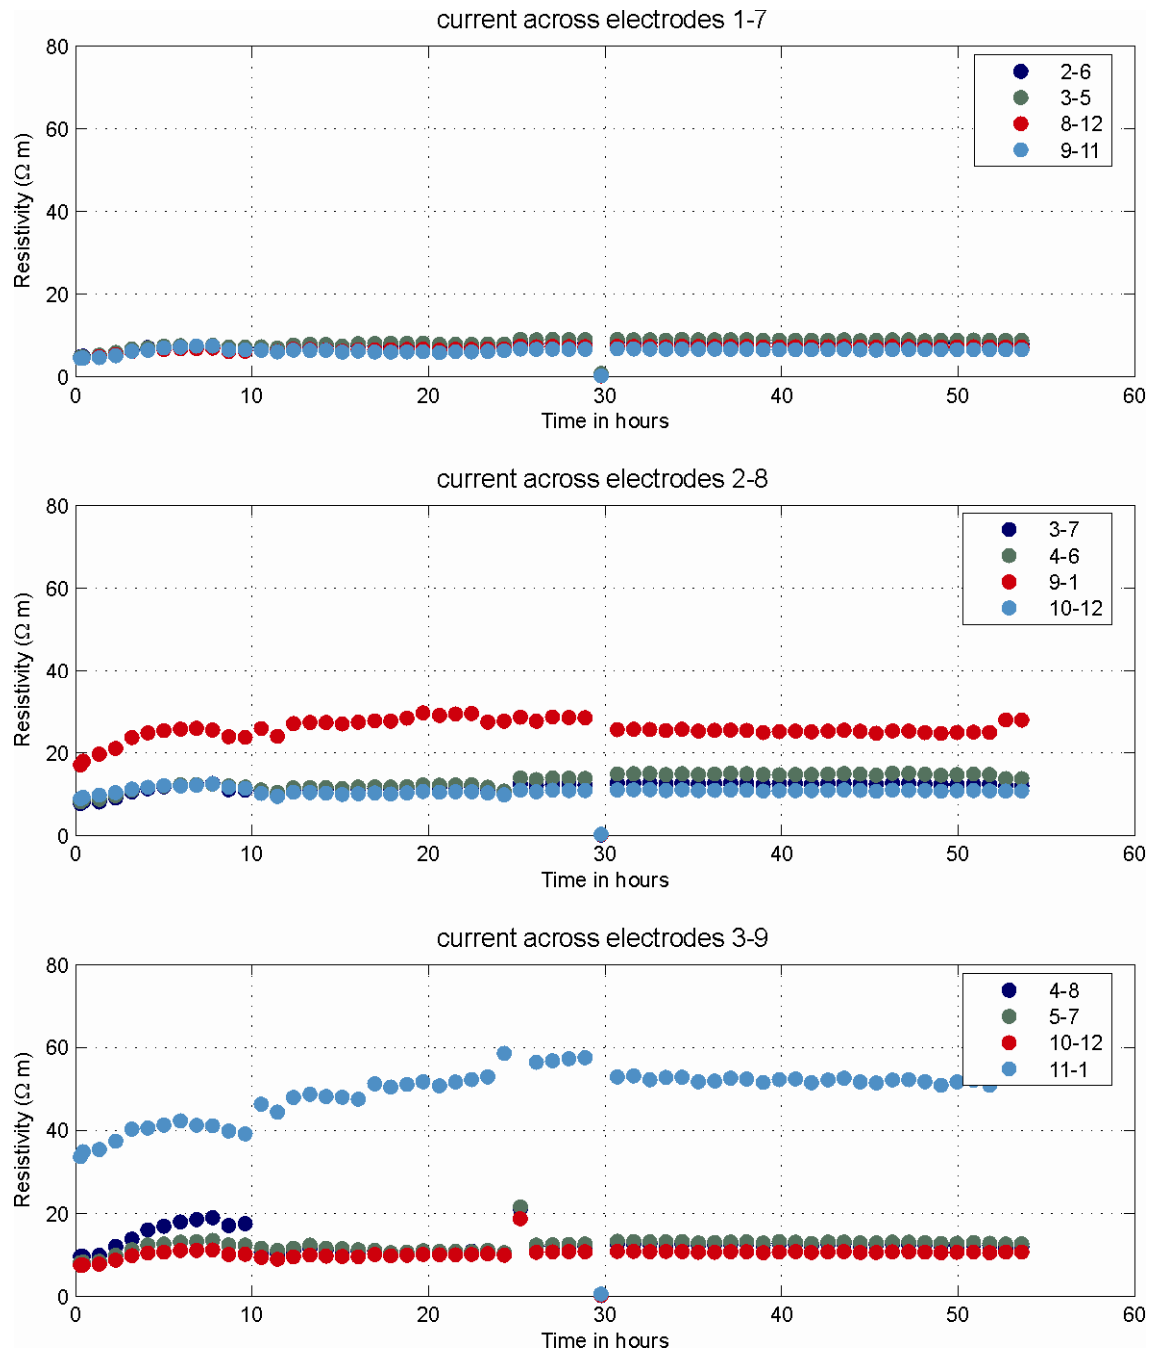 current across electrodes 1-7
80
60
40
20
0
Resistivity (Ω m)
2-6
3-5
8-12
9-11
0 10 20 30 40 50 60
Time in hours
current across electrodes 2-8
80
60
40
20
0
Resistivity (Ω m)
3-7
4-6
9-1
10-12
0 10 20 30 40 50 60
Time in hours
current across electrodes 3-9
80
60
40
20
0
Resistivity (Ω m)
4-8
5-7
10-12
11-1
0 10 20 30 40 50 60
Time in hours